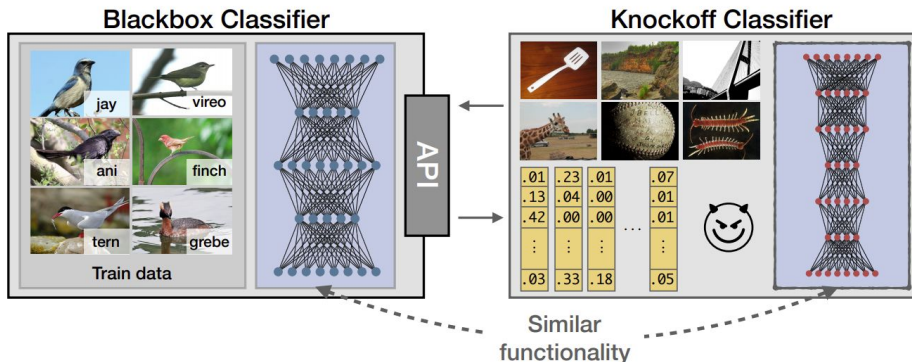 Blackbox Classifier
Knockoff Classifier
jay
vireo
ani
finch
tern
grebe
Train data
API
.01 .23 .01 .07
.13 .04 .00 .01
.42 .00 .00 ... .01
⋮ ⋮ ⋮ ⋮
.03 .33 .18 .05
Similar
functionality